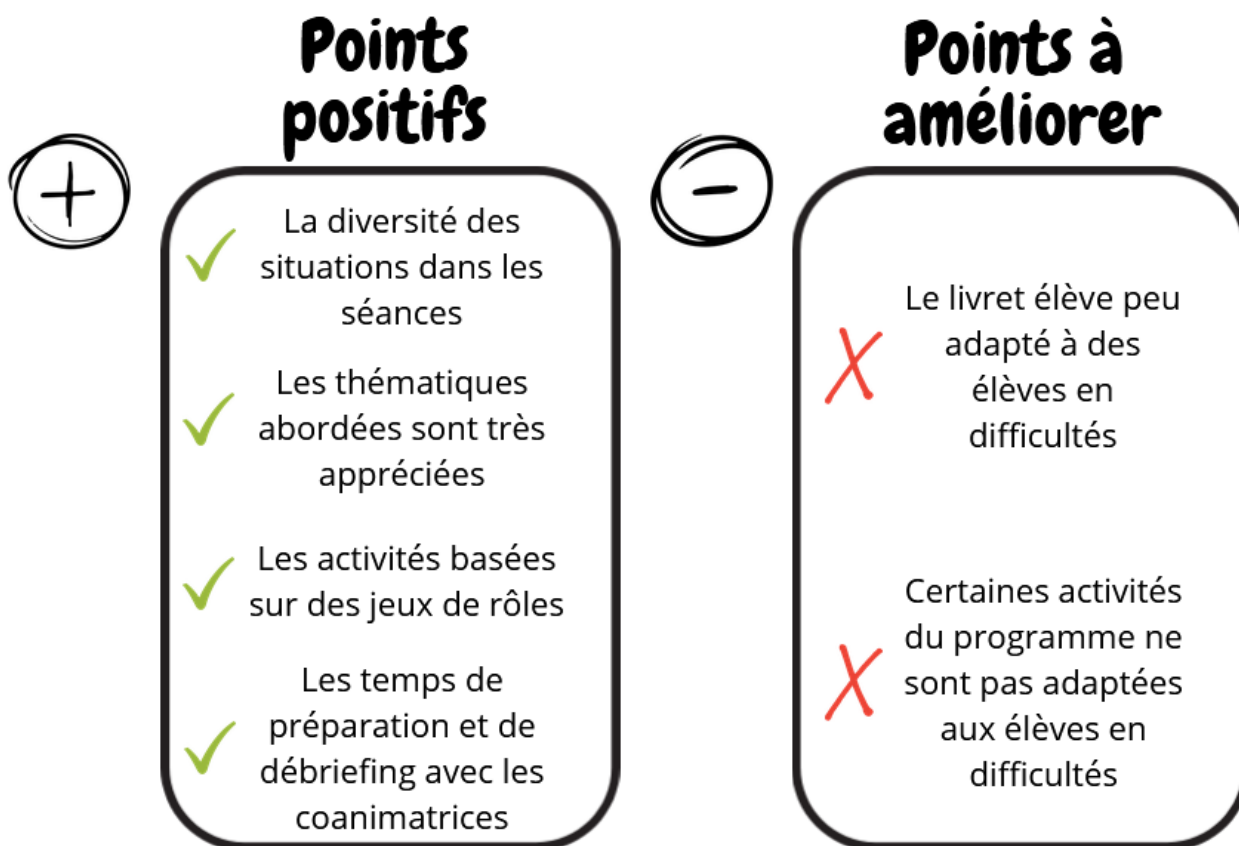 Points
positifs
La diversité des
situations dans les
séances
Les thématiques
abordées sont très
appréciées
Les activités basées
sur des jeux de rôles
Les temps de
préparation et de
débriefing avec les
coanimatrices
Points à
améliorer
Le livret élève peu
adapté à des
élèves en
difficultés
Certaines activités
du programme ne
sont pas adaptées
aux élèves en
difficultés